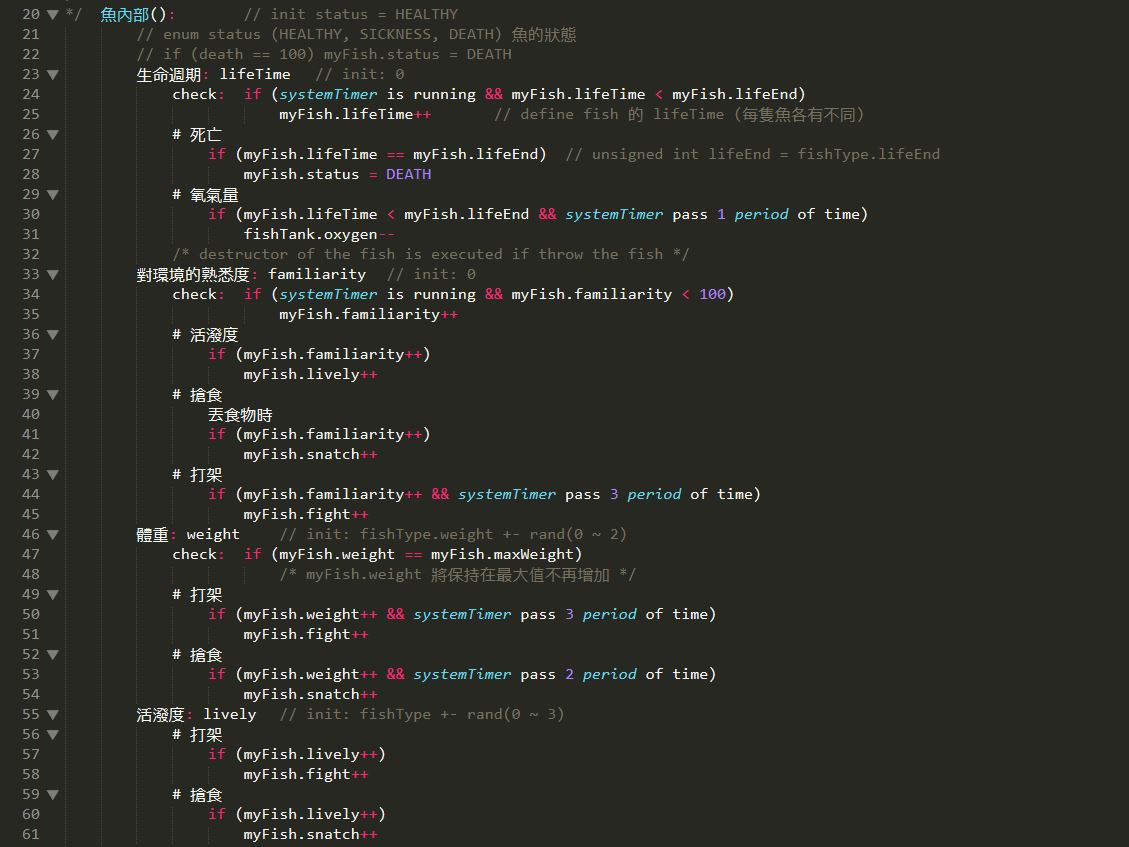 20 */ 魚內部():        // init status = HEALTHY
21 // enum status (HEALTHY, SICKNESS, DEATH) 魚的狀態
22 // if (death == 100) myFish.status = DEATH
23 生命週期: lifeTime   // init: 0
24 check:  if (systemTimer is running && myFish.lifeTime < myFish.lifeEnd)
25 myFish.lifeTime++       // define fish 的 lifeTime (每隻魚各有不同)
26 # 死亡
27 if (myFish.lifeTime == myFish.lifeEnd)  // unsigned int lifeEnd = fishType.lifeEnd
28 myFish.status = DEATH
29 # 氧氣量
30 if (myFish.lifeTime < myFish.lifeEnd && systemTimer pass 1 period of time)
31 fishTank.oxygen--
32 /* destructor of the fish is executed if throw the fish */
33 對環境的熟悉度: familiarity  // init: 0
34 check:  if (systemTimer is running && myFish.familiarity < 100)
35 myFish.familiarity++
36 # 活潑度
37 if (myFish.familiarity++)
38 myFish.lively++
39 # 搶食
40 丟食物時
41 if (myFish.familiarity++)
42 myFish.snatch++
43 # 打架
44 if (myFish.familiarity++ && systemTimer pass 3 period of time)
45 myFish.fight++
46 體重: weight    // init: fishType.weight +- rand(0 ~ 2)
47 check:  if (myFish.weight == myFish.maxWeight)
48 /* myFish.weight 將保持在最大值不再增加 */
49 # 打架
50 if (myFish.weight++ && systemTimer pass 3 period of time)
51 myFish.fight++
52 # 搶食
53 if (myFish.weight++ && systemTimer pass 2 period of time)
54 myFish.snatch++
55 活潑度: lively  // init: fishType +- rand(0 ~ 3)
56 # 打架
57 if (myFish.lively++)
58 myFish.fight++
59 # 搶食
60 if (myFish.lively++)
61 myFish.snatch++